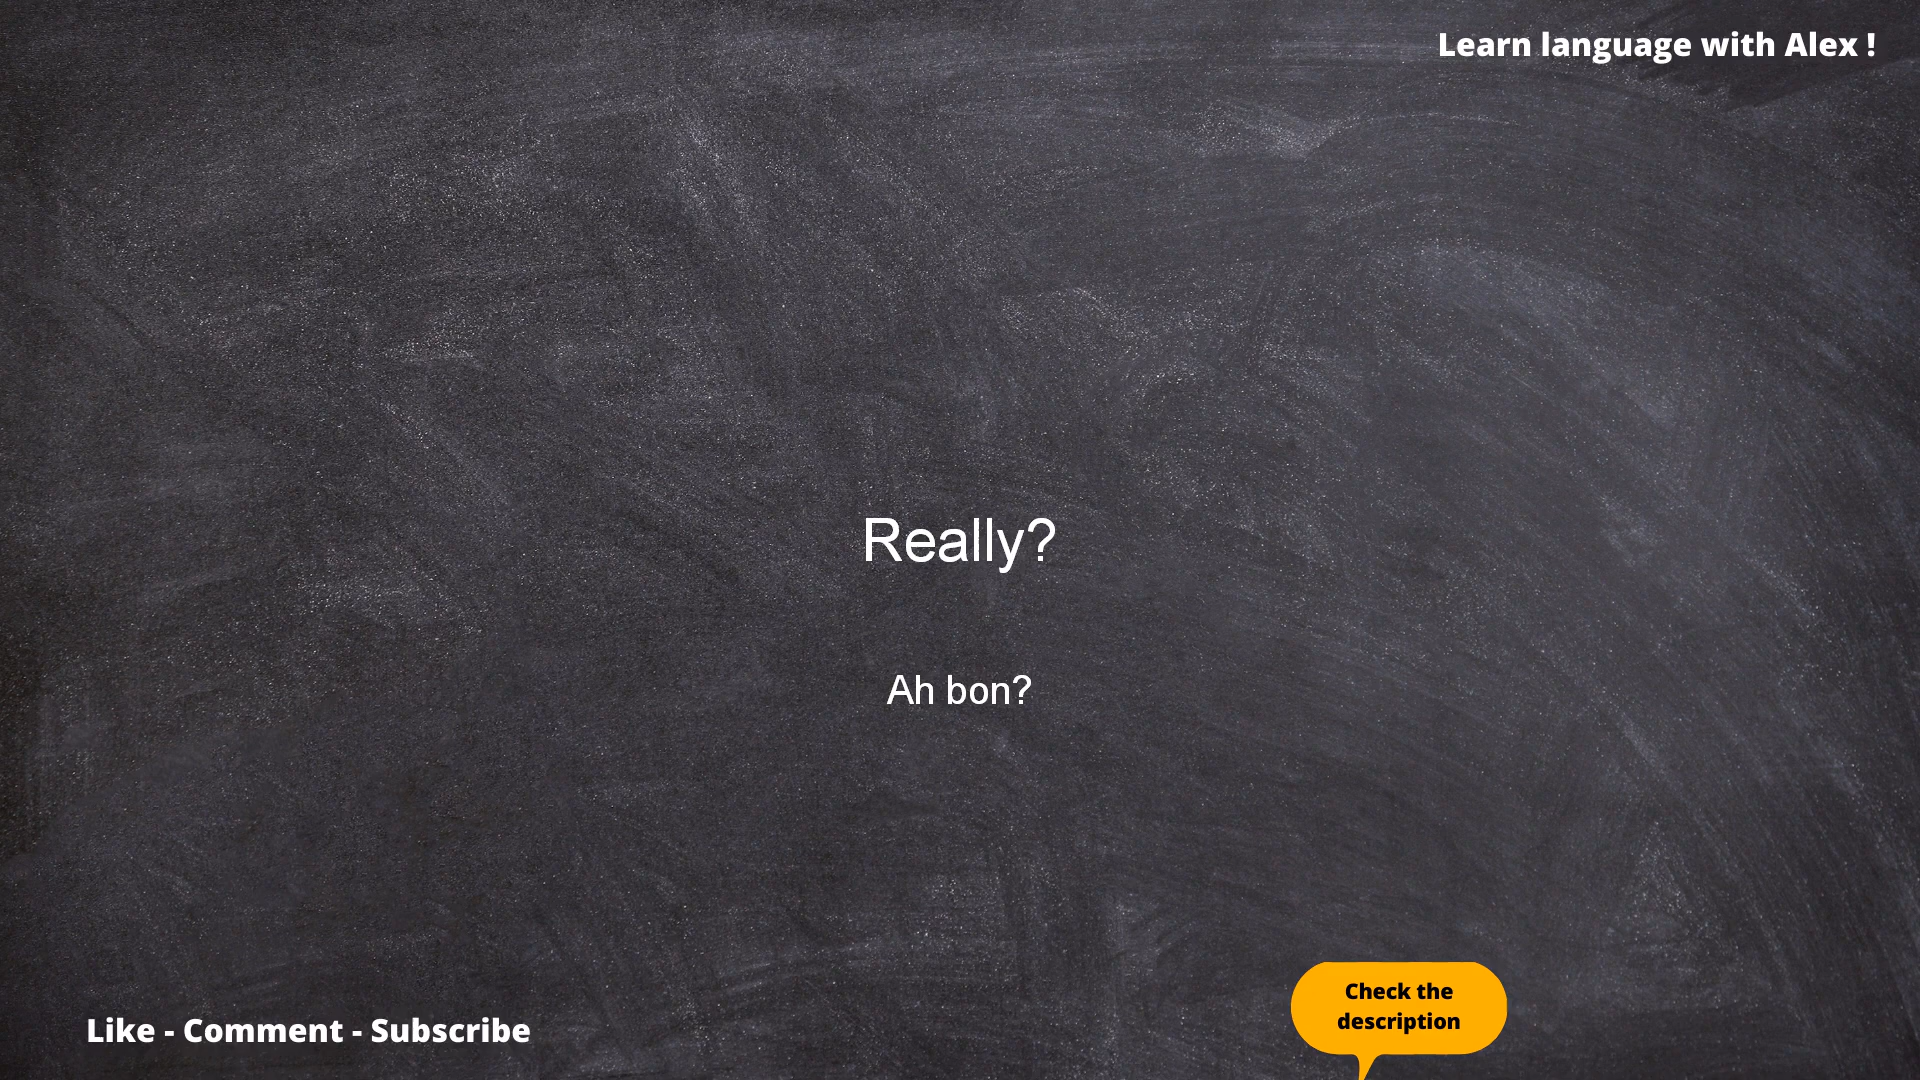 Learn language with Alex !
Really?
Ah bon?
Check the
description
Like - Comment - Subscribe